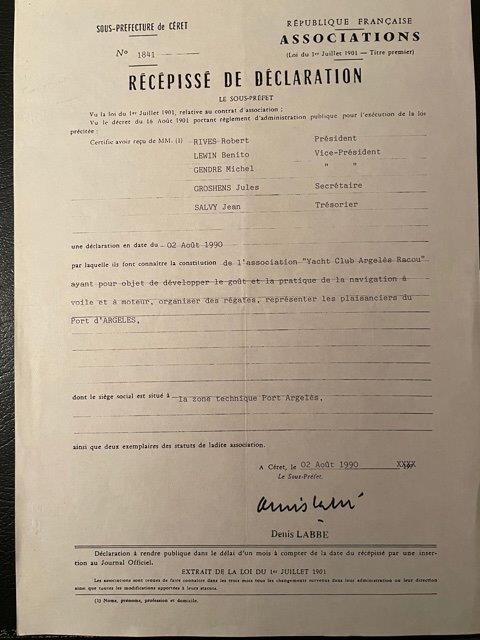 SOUS-PREFECTURE de CÉRET
RÉPUBLIQUE FRANÇAISE
ASSOCIATIONS
No 1841
(Loi du 1er Juillet 1901 — Titre premier)
RÉCÉPISSÉ DE DÉCLARATION
LE SOUS-PRÉFET
Vu la loi du 1er Juillet 1901, relative au contrat d'association ;
Vu le décret du 16 Août 1901 portant règlement d'administration publique pour l'exécution de la loi
précitée ;
Certifie avoir reçu de MM. (1) RIVES Robert Président
LEWIN Benito Vice-Président
GENDRE Michel " "
GROSHENS Jules Secrétaire
SALVY Jean Trésorier
une déclaration en date du 02 Août 1990
par laquelle ils font connaître la constitution de l'association "Yacht Club Argelès Racou"
ayant pour objet de développer le goût et la pratique de la navigation à
voile et à moteur, organiser des régates, représenter les plaisanciers du
Port d'ARGELES,
dont le siège social est situé à la zone technique Port Argelès,
ainsi que deux exemplaires des statuts de ladite association.
A Céret, le 02 Août 1990 XXXX
Le Sous-Préfet,
Denis LABBE
Déclaration à rendre publique dans le délai d'un mois à compter de la date du récépissé par une inser-
tion au Journal Officiel.
EXTRAIT DE LA LOI DU 1er JUILLET 1901
Les associations sont tenues de faire connaître dans les trois mois tous les changements survenus dans leur administration ou leur direction
ainsi que toutes les modifications apportées à leurs statuts.
(1) Noms, prénoms, profession et domicile.